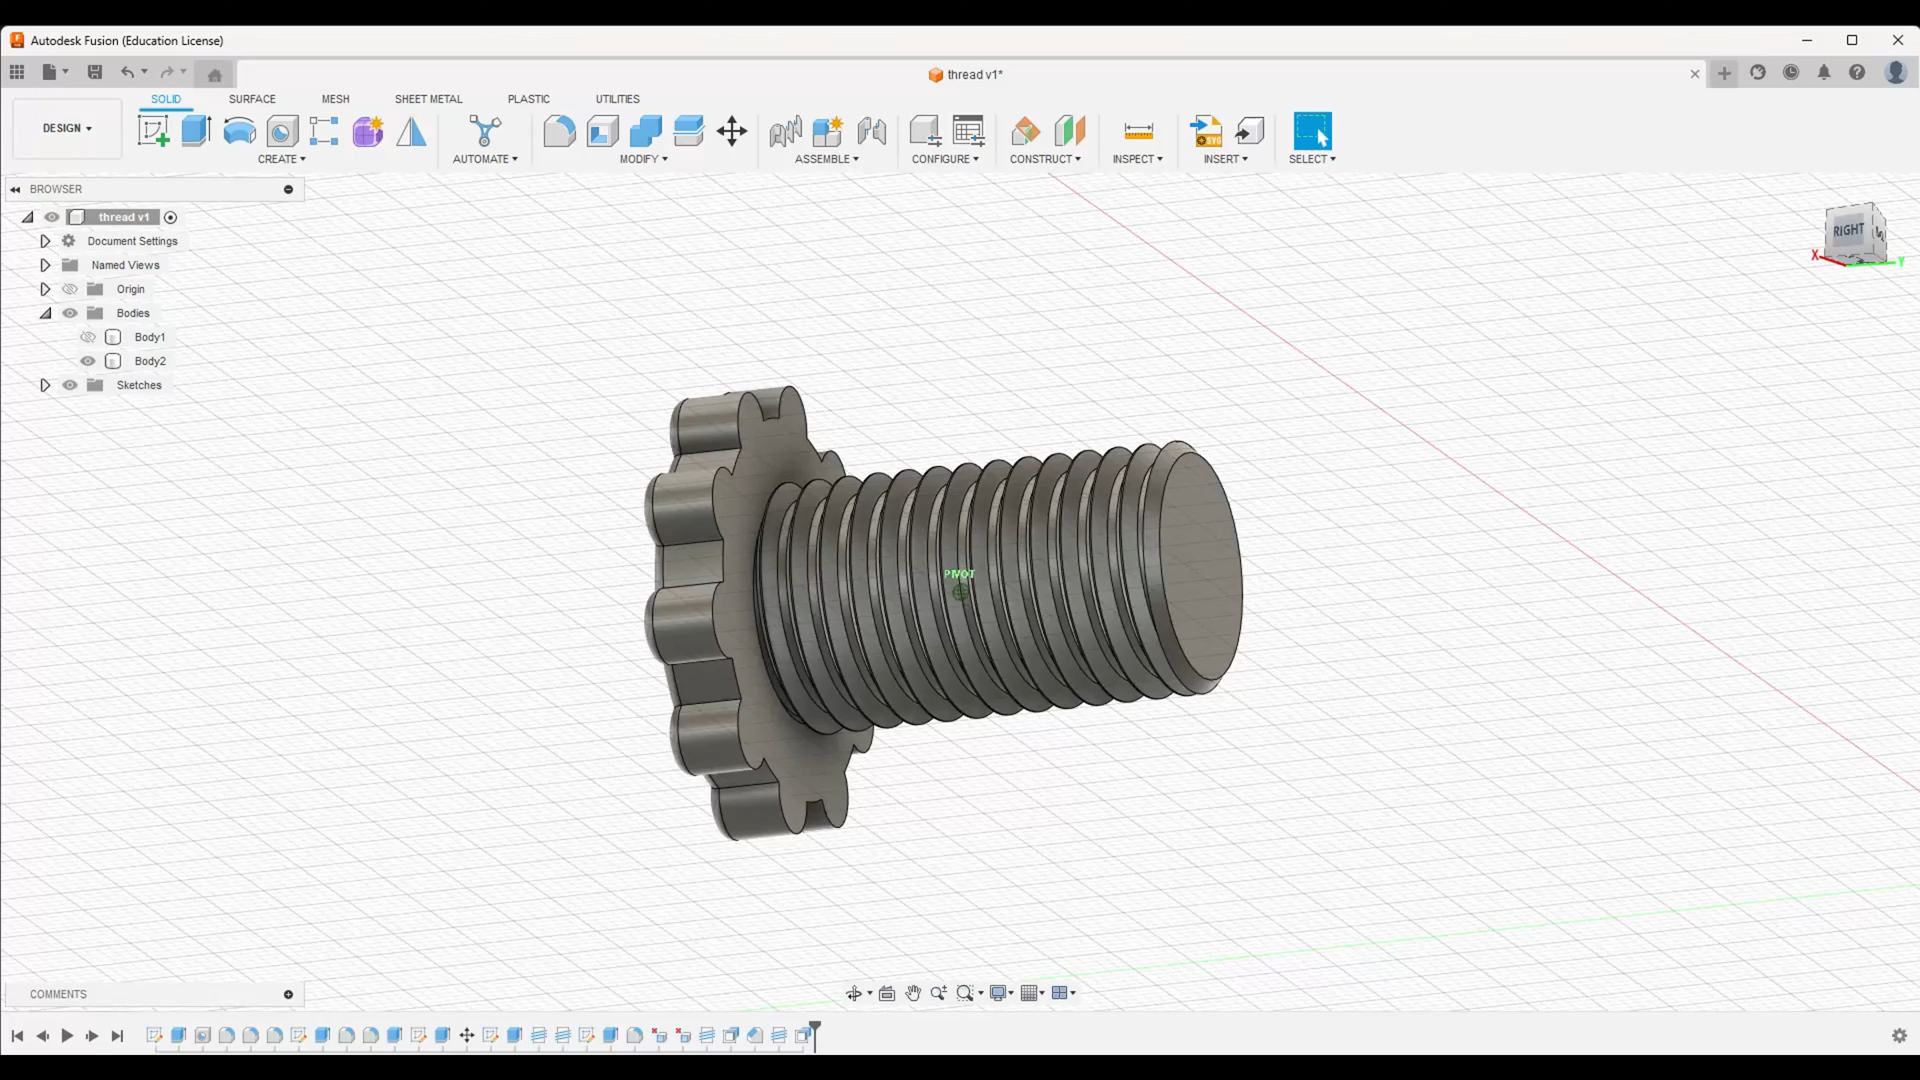 Autodesk Fusion (Education License)
thread v1*
SOLID SURFACE MESH SHEET METAL PLASTIC UTILITIES
DESIGN
CREATE AUTOMATE MODIFY ASSEMBLE CONFIGURE CONSTRUCT INSPECT INSERT SELECT
BROWSER
thread v1
Document Settings
Named Views
Origin
Bodies
Body1
Body2
Sketches
RIGHT
X
Y
PIVOT
COMMENTS